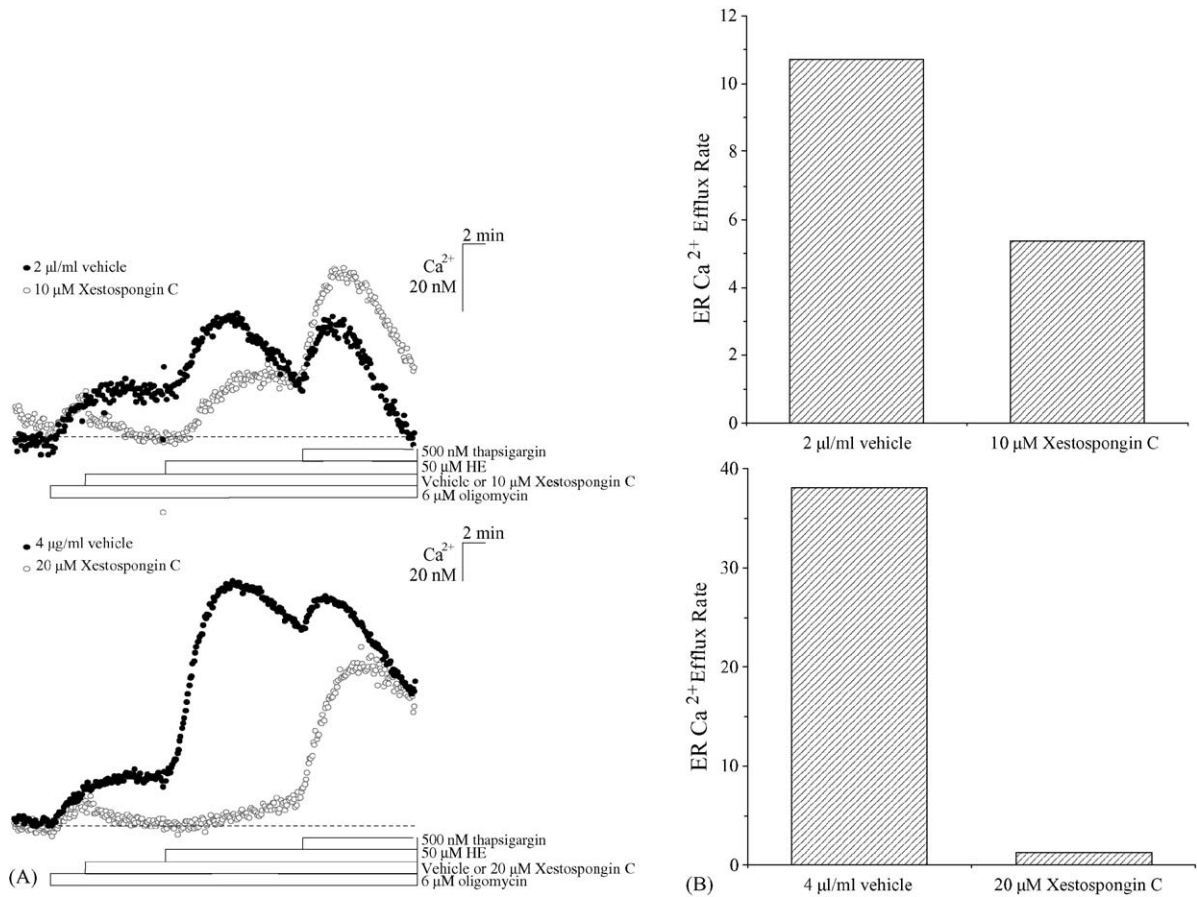 2 min
Ca2+
20 nM
● 2 μl/ml vehicle
○ 10 μM Xestospongin C
500 nM thapsigargin
50 μM HE
Vehicle or 10 μM Xestospongin C
6 μM oligomycin
2 min
Ca2+
20 nM
● 4 μg/ml vehicle
○ 20 μM Xestospongin C
500 nM thapsigargin
50 μM HE
Vehicle or 20 μM Xestospongin C
6 μM oligomycin
(A)
ER Ca 2+ Efflux Rate
12
10
8
6
4
2
0
2 μl/ml vehicle
10 μM Xestospongin C
ER Ca 2+Efflux Rate
40
30
20
10
0
4 μl/ml vehicle
20 μM Xestospongin C
(B)